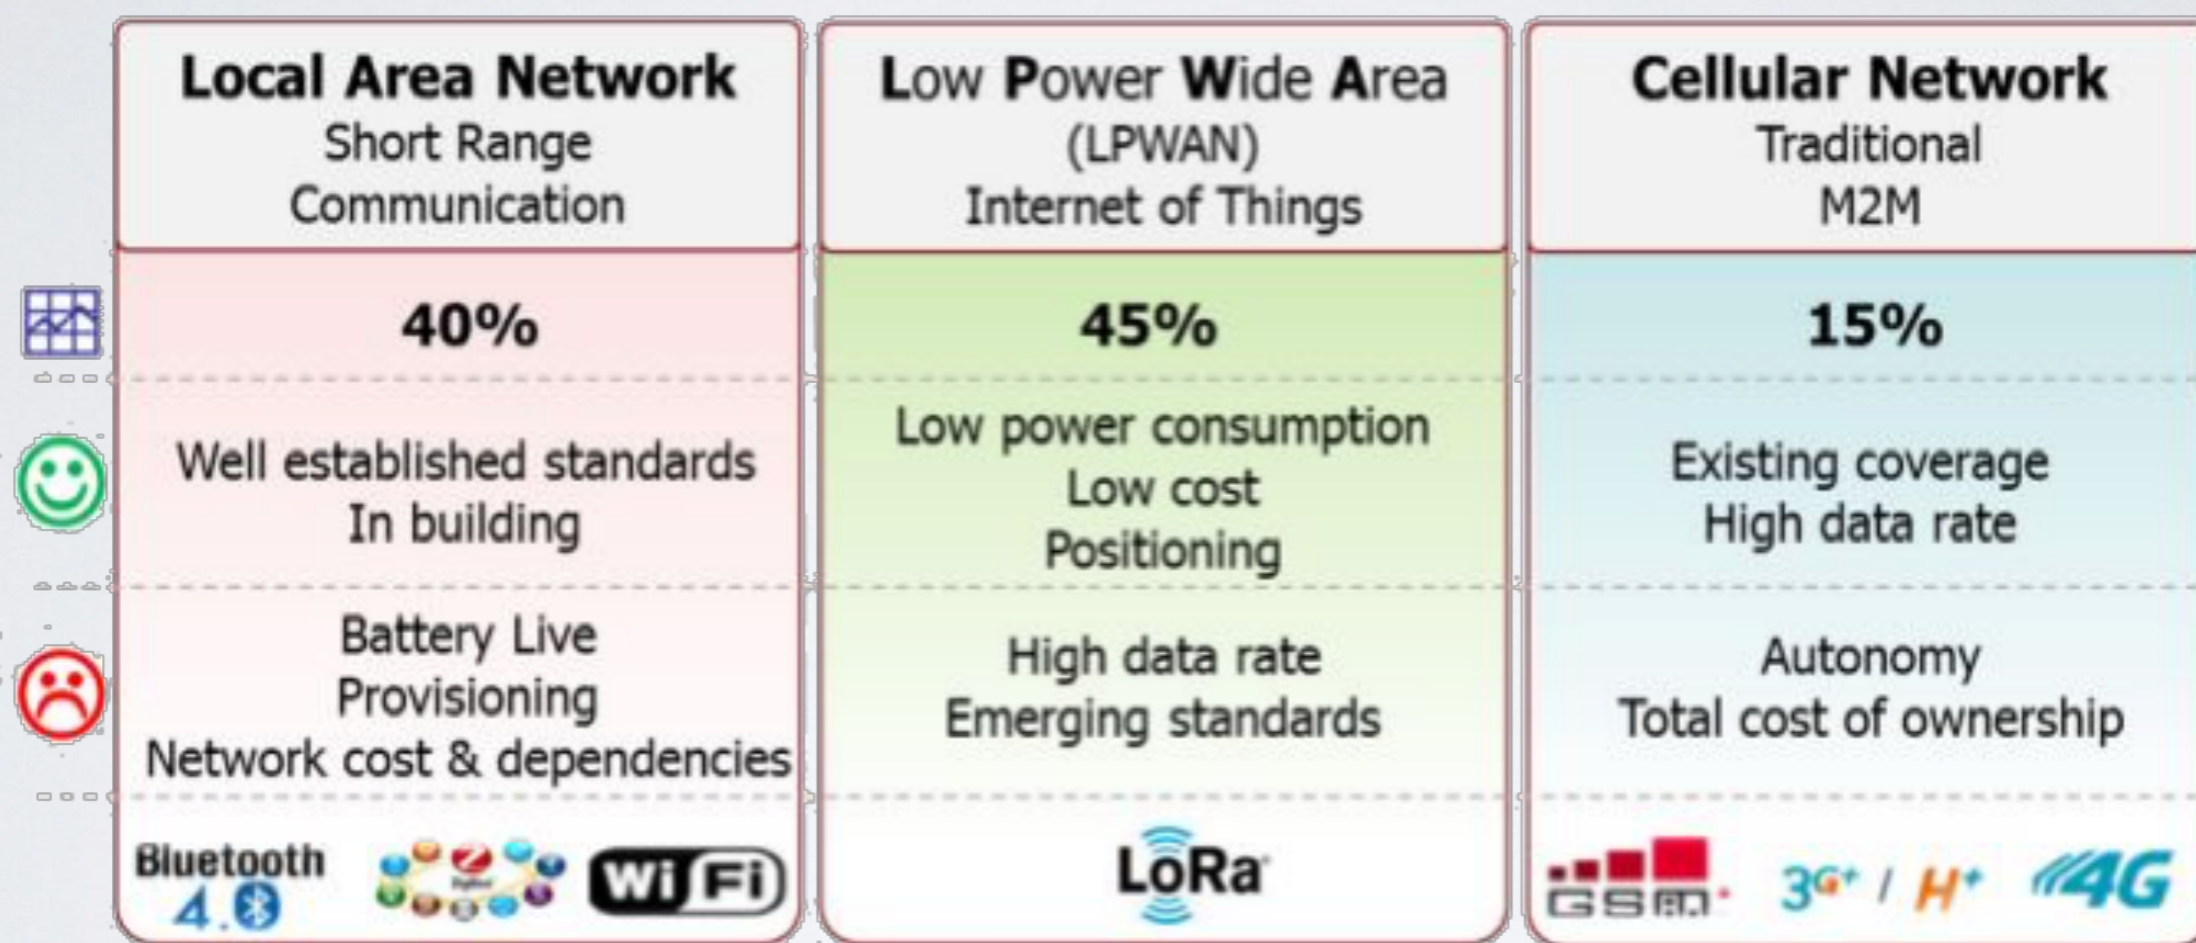 Local Area Network
Short Range
Communication
40%
Well established standards
In building
Battery Live
Provisioning
Network cost & dependencies
Bluetooth
4.0
ZigBee
Wi Fi
Low Power Wide Area
(LPWAN)
Internet of Things
45%
Low power consumption
Low cost
Positioning
High data rate
Emerging standards
LoRa
Cellular Network
Traditional
M2M
15%
Existing coverage
High data rate
Autonomy
Total cost of ownership
GSM
3G+ / H+
4G